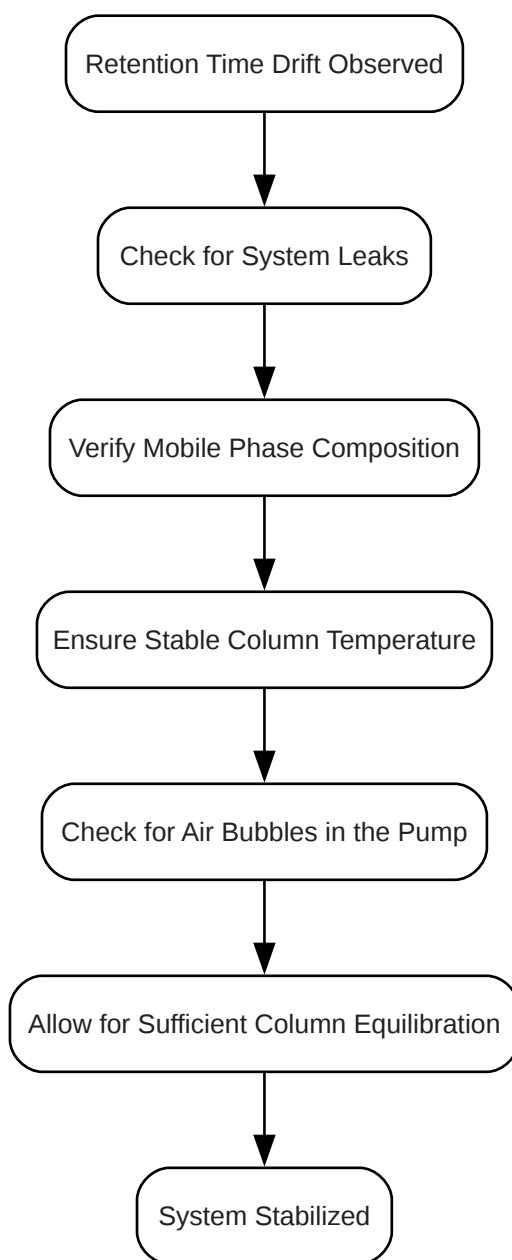 Retention Time Drift Observed
Check for System Leaks
Verify Mobile Phase Composition
Ensure Stable Column Temperature
Check for Air Bubbles in the Pump
Allow for Sufficient Column Equilibration
System Stabilized